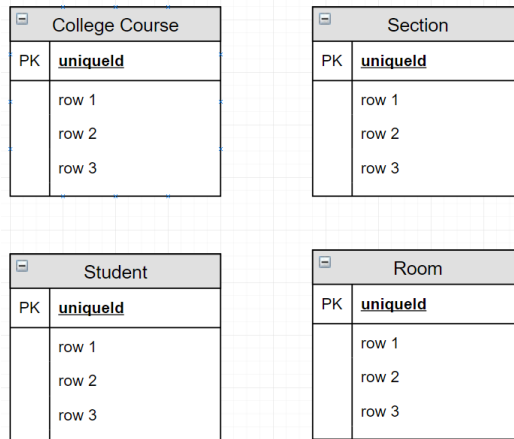 College Course
PK uniqueId
row 1
row 2
row 3
Section
PK uniqueId
row 1
row 2
row 3
Student
PK uniqueId
row 1
row 2
row 3
Room
PK uniqueId
row 1
row 2
row 3